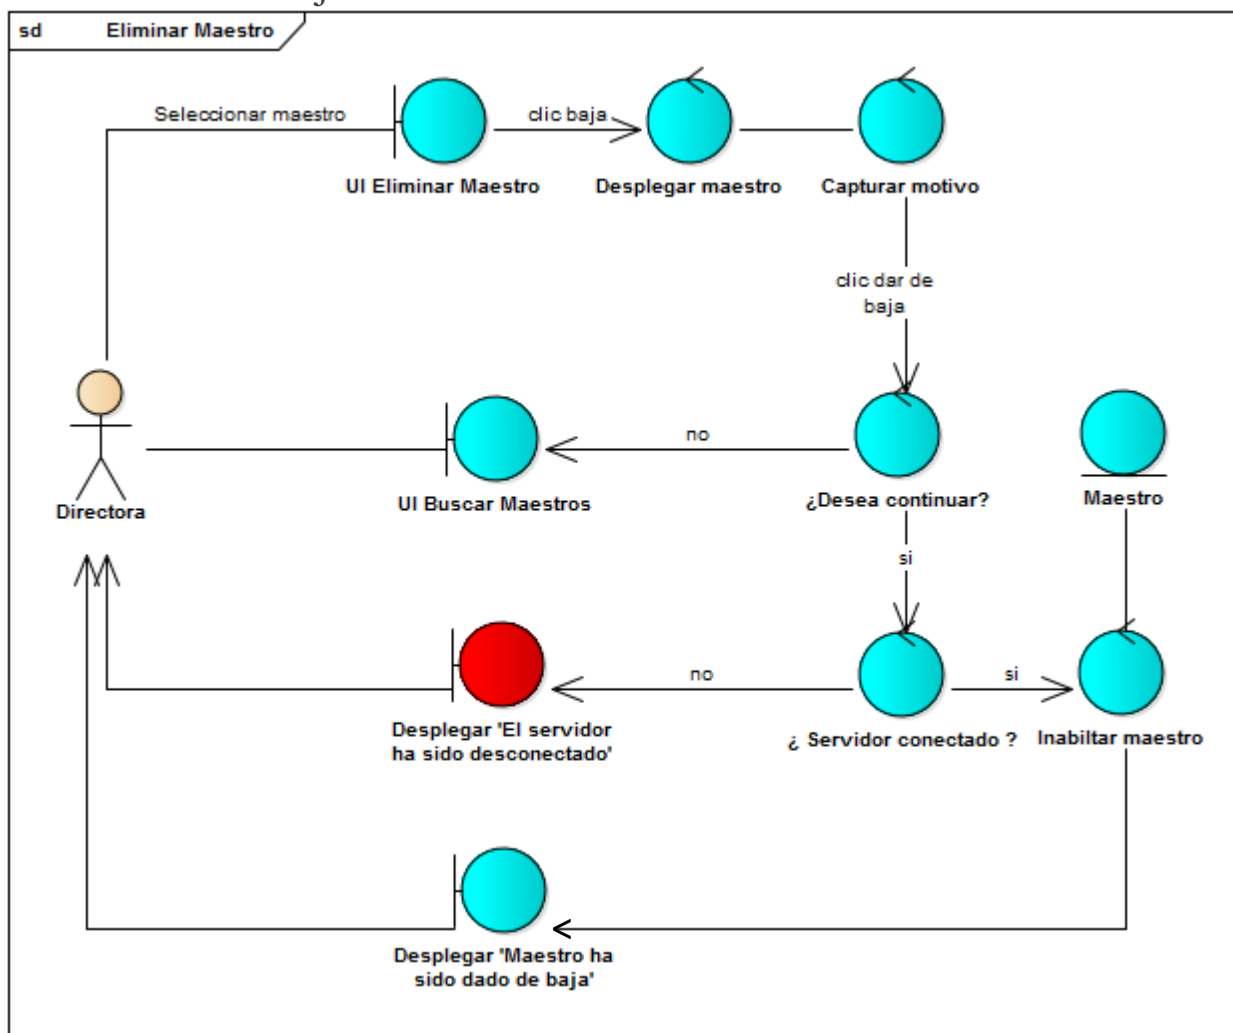 sd Eliminar Maestro
Seleccionar maestro
clic baja
UI Eliminar Maestro
Desplegar maestro
Capturar motivo
clic dar de
baja
no
Directora
UI Buscar Maestros
¿Desea continuar?
Maestro
si
no
si
Desplegar 'El servidor
ha sido desconectado'
¿ Servidor conectado ?
Inabiltar maestro
Desplegar 'Maestro ha
sido dado de baja'